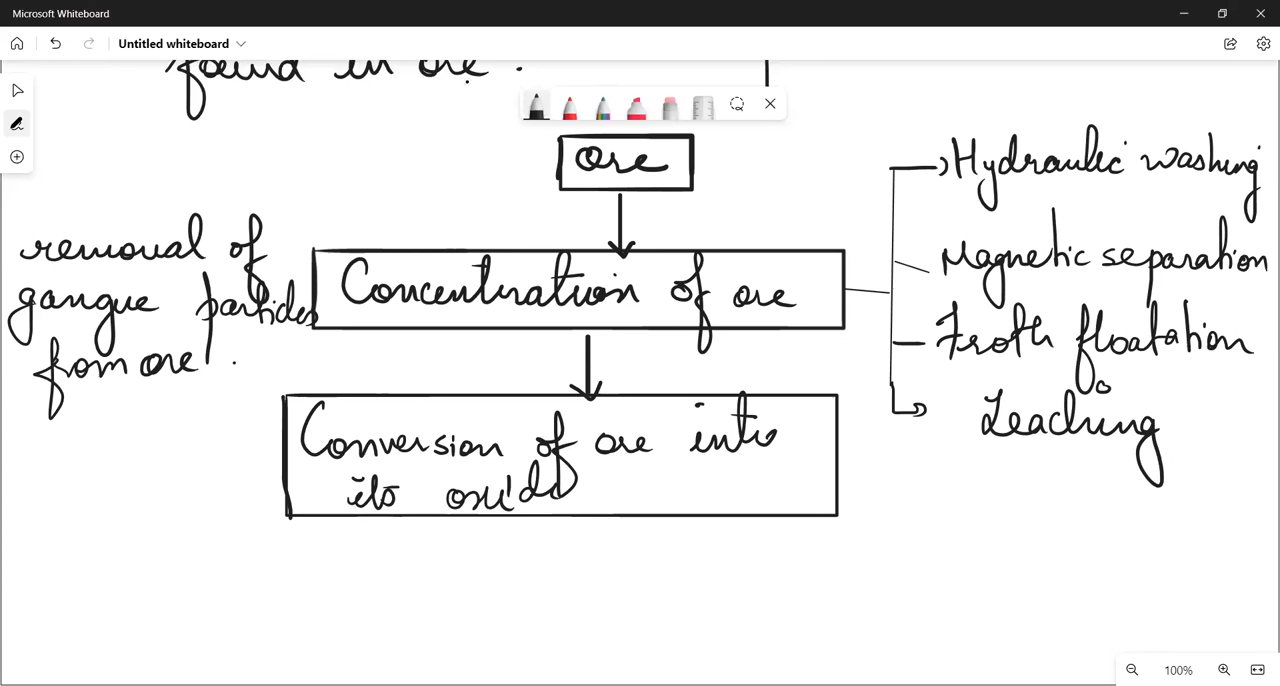 Microsoft Whiteboard
Untitled whiteboard
found in ore.
ore
Hydraulic washing
removal of
gangue particles
from ore.
Concentration of ore
Magnetic separation
Froth floatation
Leaching
Conversion of ore into
its oxide
100%